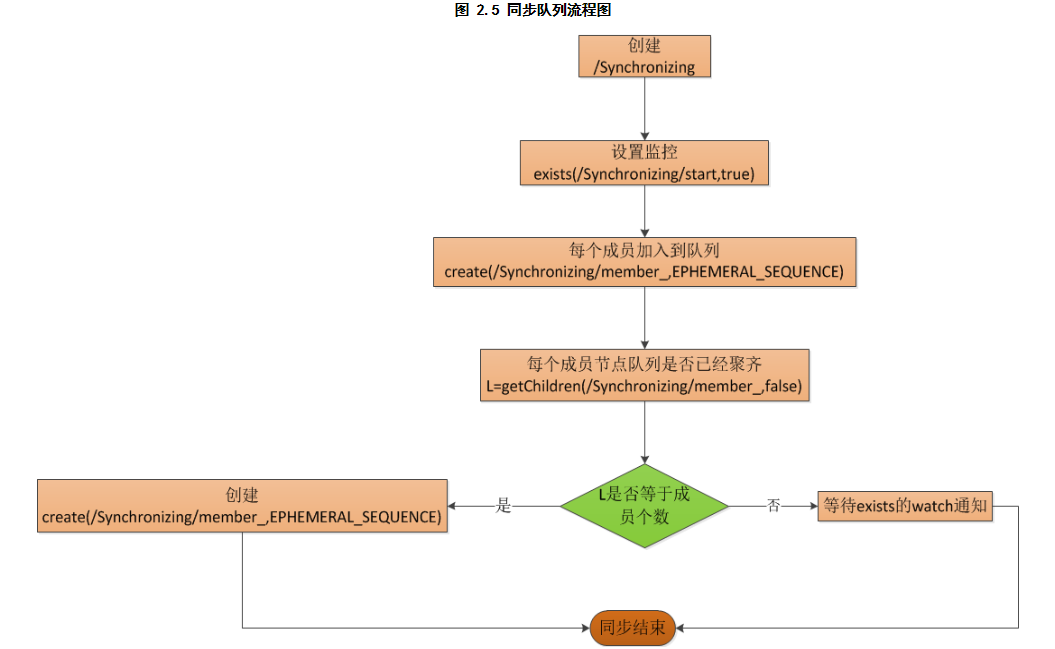 图 2.5 同步队列流程图
创建
/Synchronizing
设置监控
exists(/Synchronizing/start,true)
每个成员加入到队列
create(/Synchronizing/member_,EPHEMERAL_SEQUENCE)
每个成员节点队列是否已经聚齐
L=getChildren(/Synchronizing/member_,false)
L是否等于成
员个数
是
否
创建
create(/Synchronizing/member_,EPHEMERAL_SEQUENCE)
等待exists的watch通知
同步结束